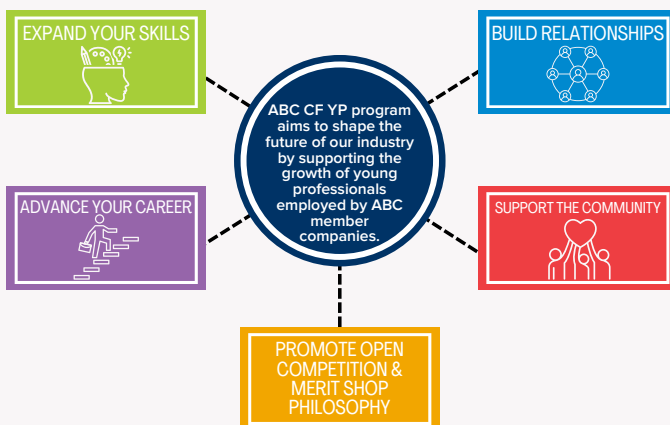 EXPAND YOUR SKILLS
BUILD RELATIONSHIPS
ABC CF YP program
aims to shape the
future of our industry
by supporting the
growth of young
professionals
employed by ABC
member
companies.
ADVANCE YOUR CAREER
SUPPORT THE COMMUNITY
PROMOTE OPEN
COMPETITION &
MERIT SHOP
PHILOSOPHY